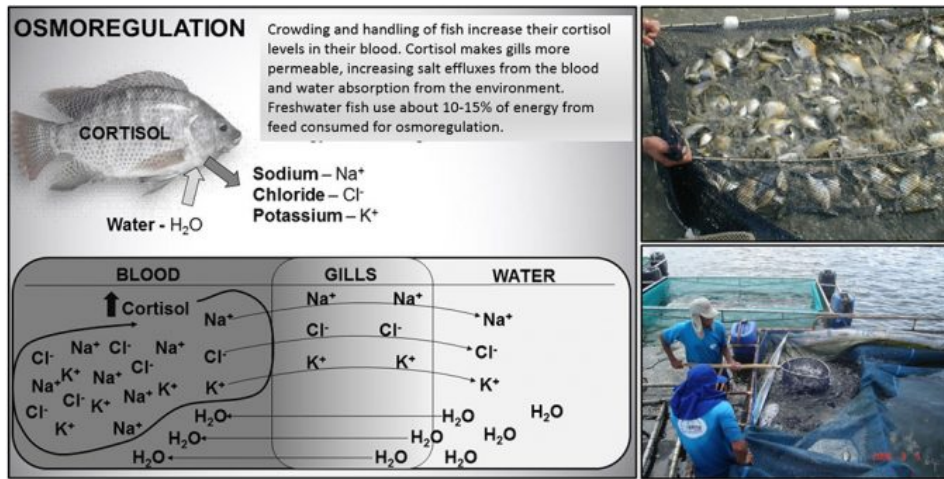 OSMOREGULATION
Crowding and handling of fish increase their cortisol
levels in their blood. Cortisol makes gills more
permeable, increasing salt effluxes from the blood
and water absorption from the environment.
Freshwater fish use about 10-15% of energy from
feed consumed for osmoregulation.
CORTISOL
Sodium – Na⁺
Chloride – Cl⁻
Potassium – K⁺
Water - H₂O
BLOOD GILLS WATER
Cortisol
Na⁺ Na⁺ Na⁺ Na⁺
Cl⁻ Cl⁻ Cl⁻ Cl⁻
K⁺ K⁺ K⁺ K⁺
Na⁺ Cl⁻ Na⁺
Cl⁻ Cl⁻
Na⁺ K⁺ Na⁺ K⁺
Cl⁻ Cl⁻ K⁺ Na⁺
K⁺ Na⁺
H₂O H₂O H₂O
H₂O H₂O H₂O
H₂O H₂O H₂O